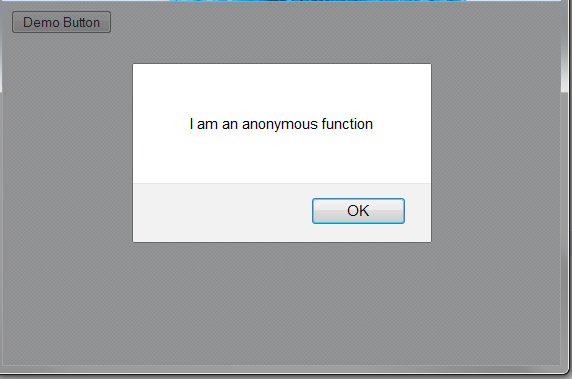 Demo Button
I am an anonymous function
OK